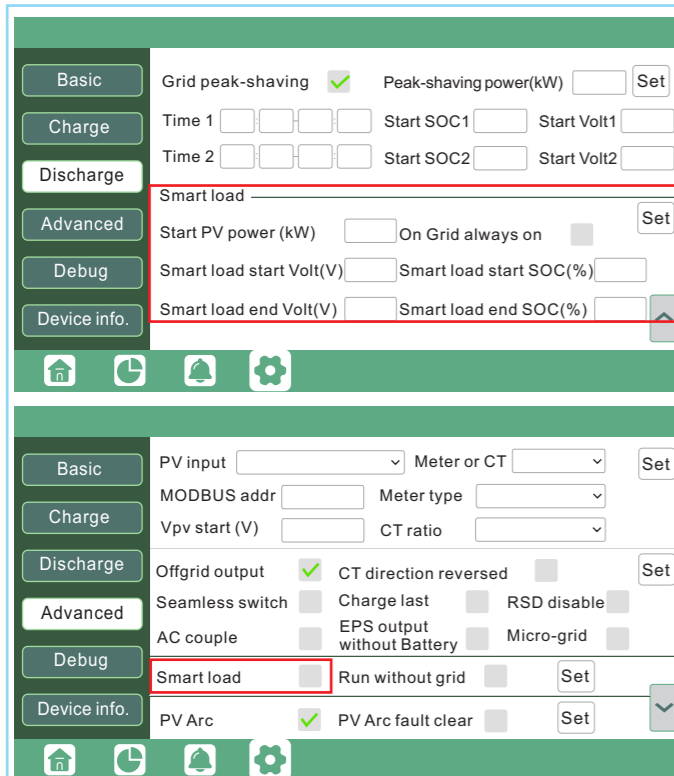 Basic
Charge
Discharge
Advanced
Debug
Device info.
Grid peak-shaving Peak-shaving power(kW) Set
Time 1 : - : Start SOC1 Start Volt1
Time 2 : - : Start SOC2 Start Volt2
Smart load
Set
Start PV power (kW) On Grid always on
Smart load start Volt(V) Smart load start SOC(%)
Smart load end Volt(V) Smart load end SOC(%)
Basic
Charge
Discharge
Advanced
Debug
Device info.
PV input Meter or CT Set
MODBUS addr Meter type
Vpv start (V) CT ratio
Offgrid output CT direction reversed Set
Seamless switch Charge last RSD disable
AC couple EPS output without Battery Micro-grid
Smart load Run without grid Set
PV Arc PV Arc fault clear Set